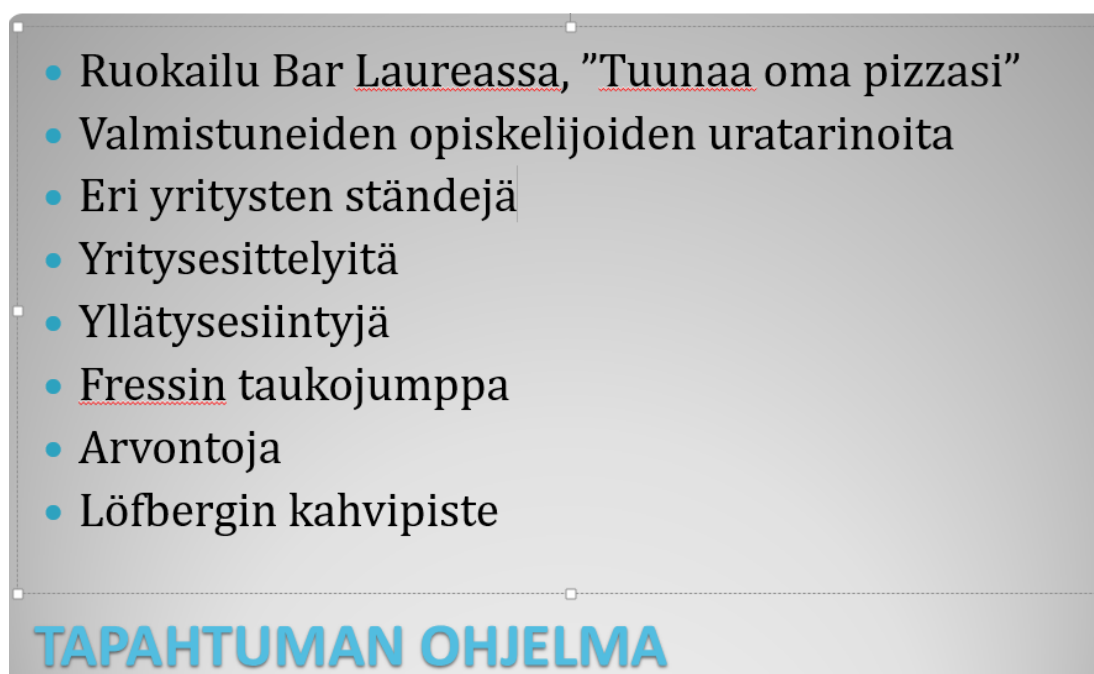 • Ruokailu Bar Laureassa, ”Tuunaa oma pizzasi”
• Valmistuneiden opiskelijoiden uratarinoita
• Eri yritysten ständejä
• Yritysesittelyitä
• Yllätysesiintyjä
• Fressin taukojumppa
• Arvontoja
• Löfbergin kahvipiste
TAPAHTUMAN OHJELMA